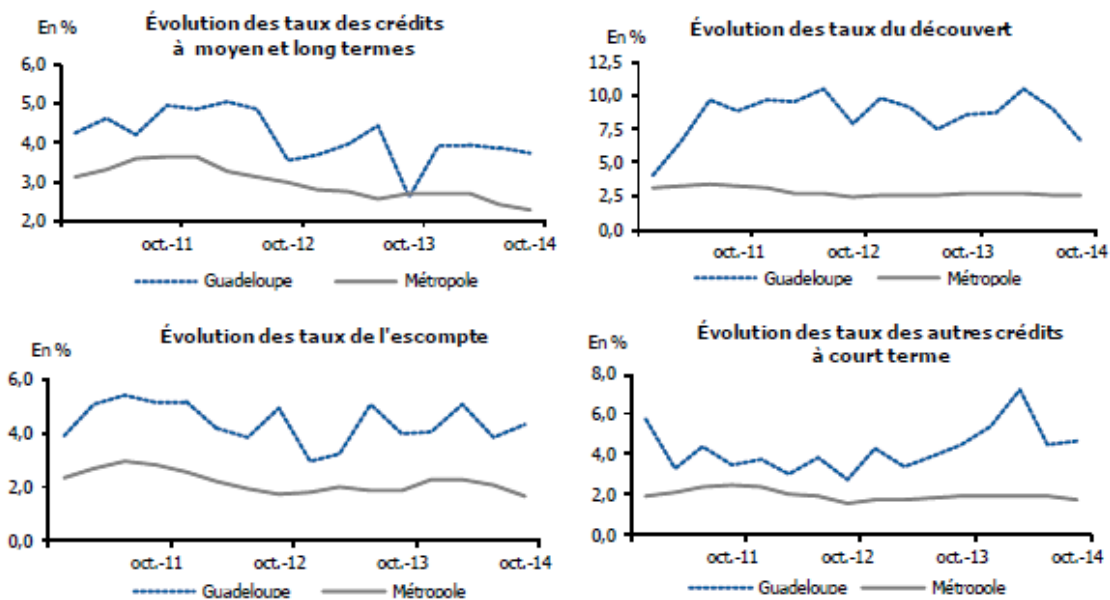 En %
Évolution des taux des crédits
à moyen et long termes
6,0
5,0
4,0
3,0
2,0
oct.-11 oct.-12 oct.-13 oct.-14
Guadeloupe Métropole
En %
Évolution des taux du découvert
12,5
10,0
7,5
5,0
2,5
0,0
oct.-11 oct.-12 oct.-13 oct.-14
Guadeloupe Métropole
En %
Évolution des taux de l'escompte
6,0
4,0
2,0
0,0
oct.-11 oct.-12 oct.-13 oct.-14
Guadeloupe Métropole
En %
Évolution des taux des autres crédits
à court terme
8,0
6,0
4,0
2,0
0,0
oct.-11 oct.-12 oct.-13 oct.-14
Guadeloupe Métropole